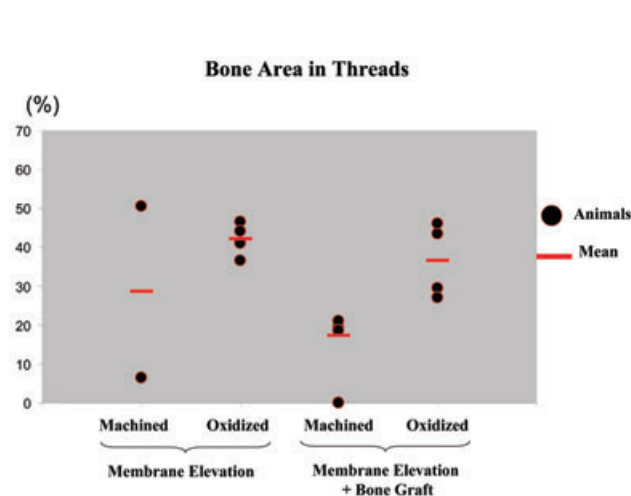 Bone Area in Threads
(%)
70
60
50
40
30
20
10
0
Animals
Mean
Machined Oxidized Machined Oxidized
Membrane Elevation
Membrane Elevation
+ Bone Graft